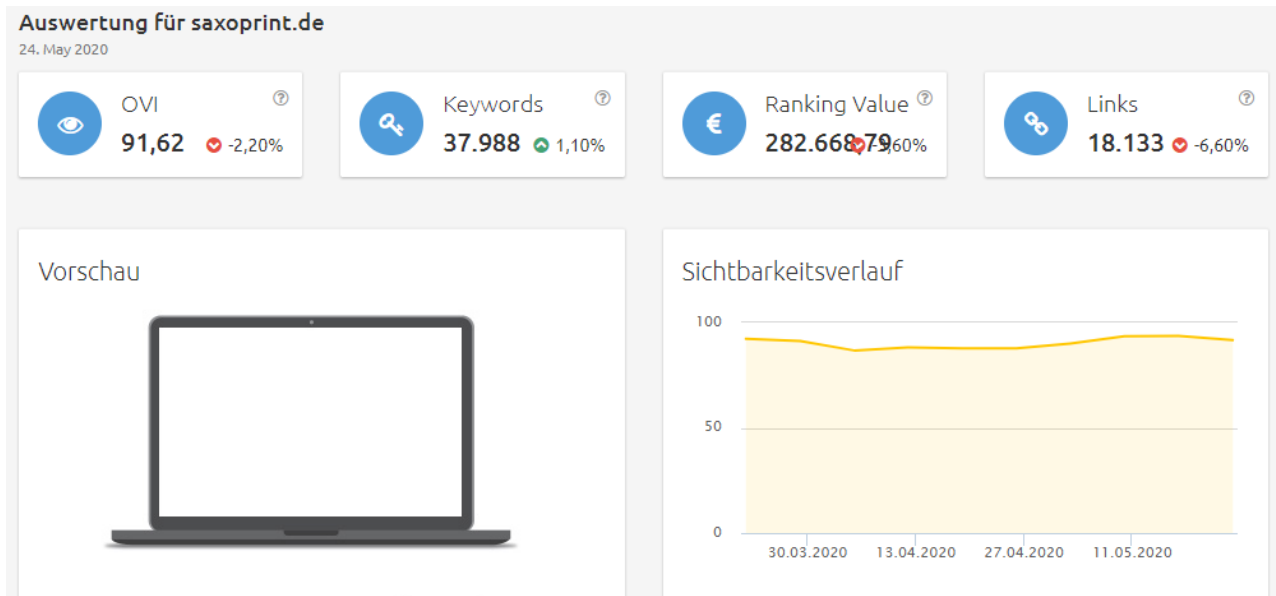 Auswertung für saxoprint.de
24. May 2020
OVI
91,62 -2,20%
Keywords
37.988 1,10%
Ranking Value
282.668,79 -3,60%
Links
18.133 -6,60%
Vorschau
Sichtbarkeitsverlauf
100
50
0
30.03.2020 13.04.2020 27.04.2020 11.05.2020